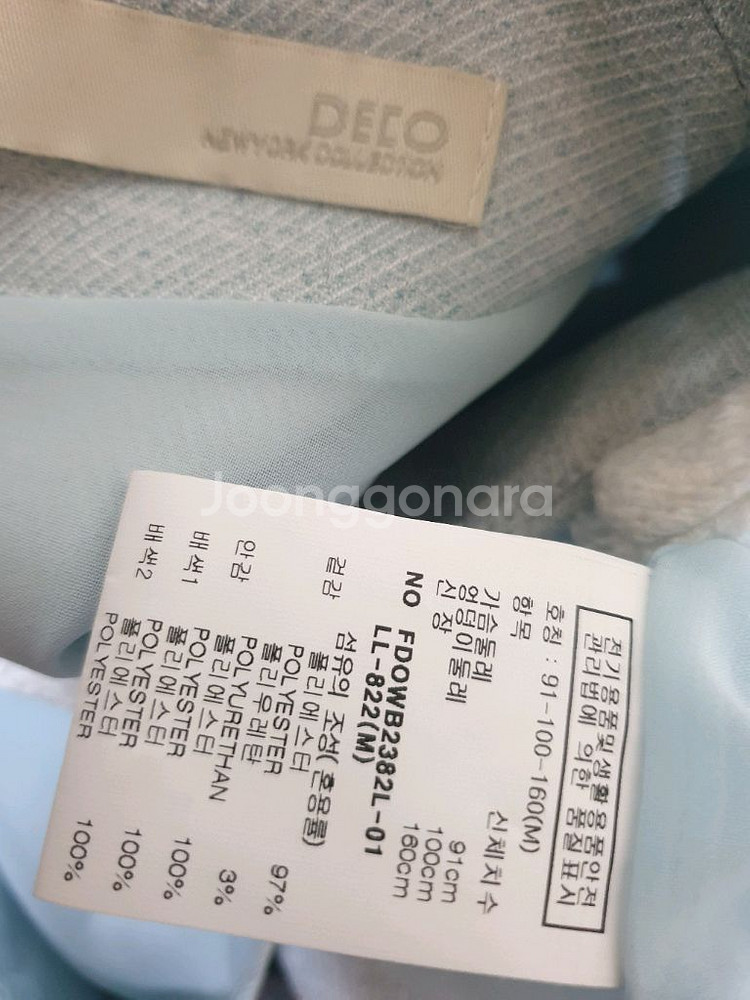 DECO
NEWYORK COLLECTION
Joonggonara
전기용품및생활용품안전
관리법에 의한 품질표시
호칭 : 91-100-160(M)
항목 신체치수
가슴둘레 91cm
엉덩이둘레 100cm
신장 160cm
NO FDOWB2382L-01
LL-822(M)
섬유의 조성(혼용률)
겉감 폴리에스터
POLYESTER 97%
폴리우레탄
POLYURETHAN 3%
안감 폴리에스터
POLYESTER 100%
배색1 폴리에스터
POLYESTER 100%
배색2 폴리에스터
POLYESTER 100%